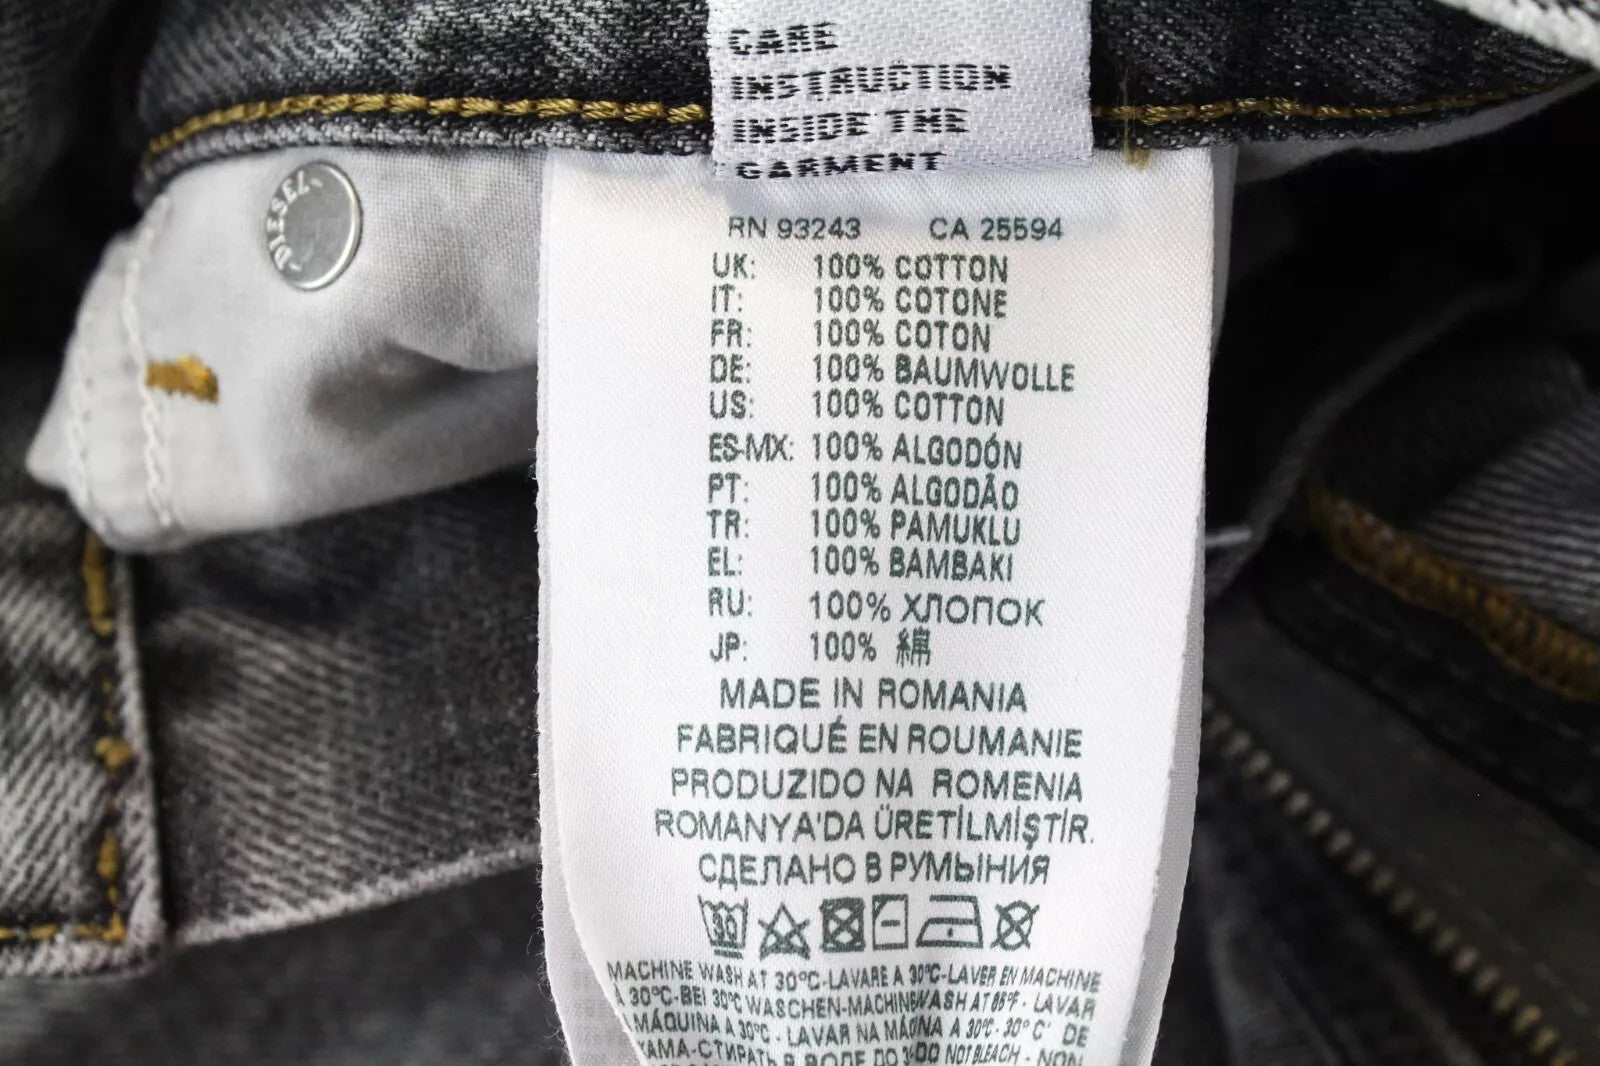 CARE
INSTRUCTION
INSIDE THE
GARMENT
DIESEL
RN 93243 CA 25594
UK: 100% COTTON
IT: 100% COTONE
FR: 100% COTON
DE: 100% BAUMWOLLE
US: 100% COTTON
ES-MX: 100% ALGODÓN
PT: 100% ALGODÃO
TR: 100% PAMUKLU
EL: 100% BAMBAKI
RU: 100% ХЛОПОК
JP: 100% 綿
MADE IN ROMANIA
FABRIQUÉ EN ROUMANIE
PRODUZIDO NA ROMENIA
ROMANYA'DA ÜRETİLMİŞTİR.
СДЕЛАНО В РУМЫНИЯ
30
MACHINE WASH AT 30°C-LAVARE A 30°C-LAVER EN MACHINE
A 30°C-BEI 30°C WASCHEN-MACHINE WASH AT 85°F - LAVAR
MÁQUINA A 30°C - LAVAR NA MÁQUINA A 30°C - 30° C' DE
KAMA-СТИРАТЬ В ВОДЕ ДО 30 DO NOT BLEACH - NON